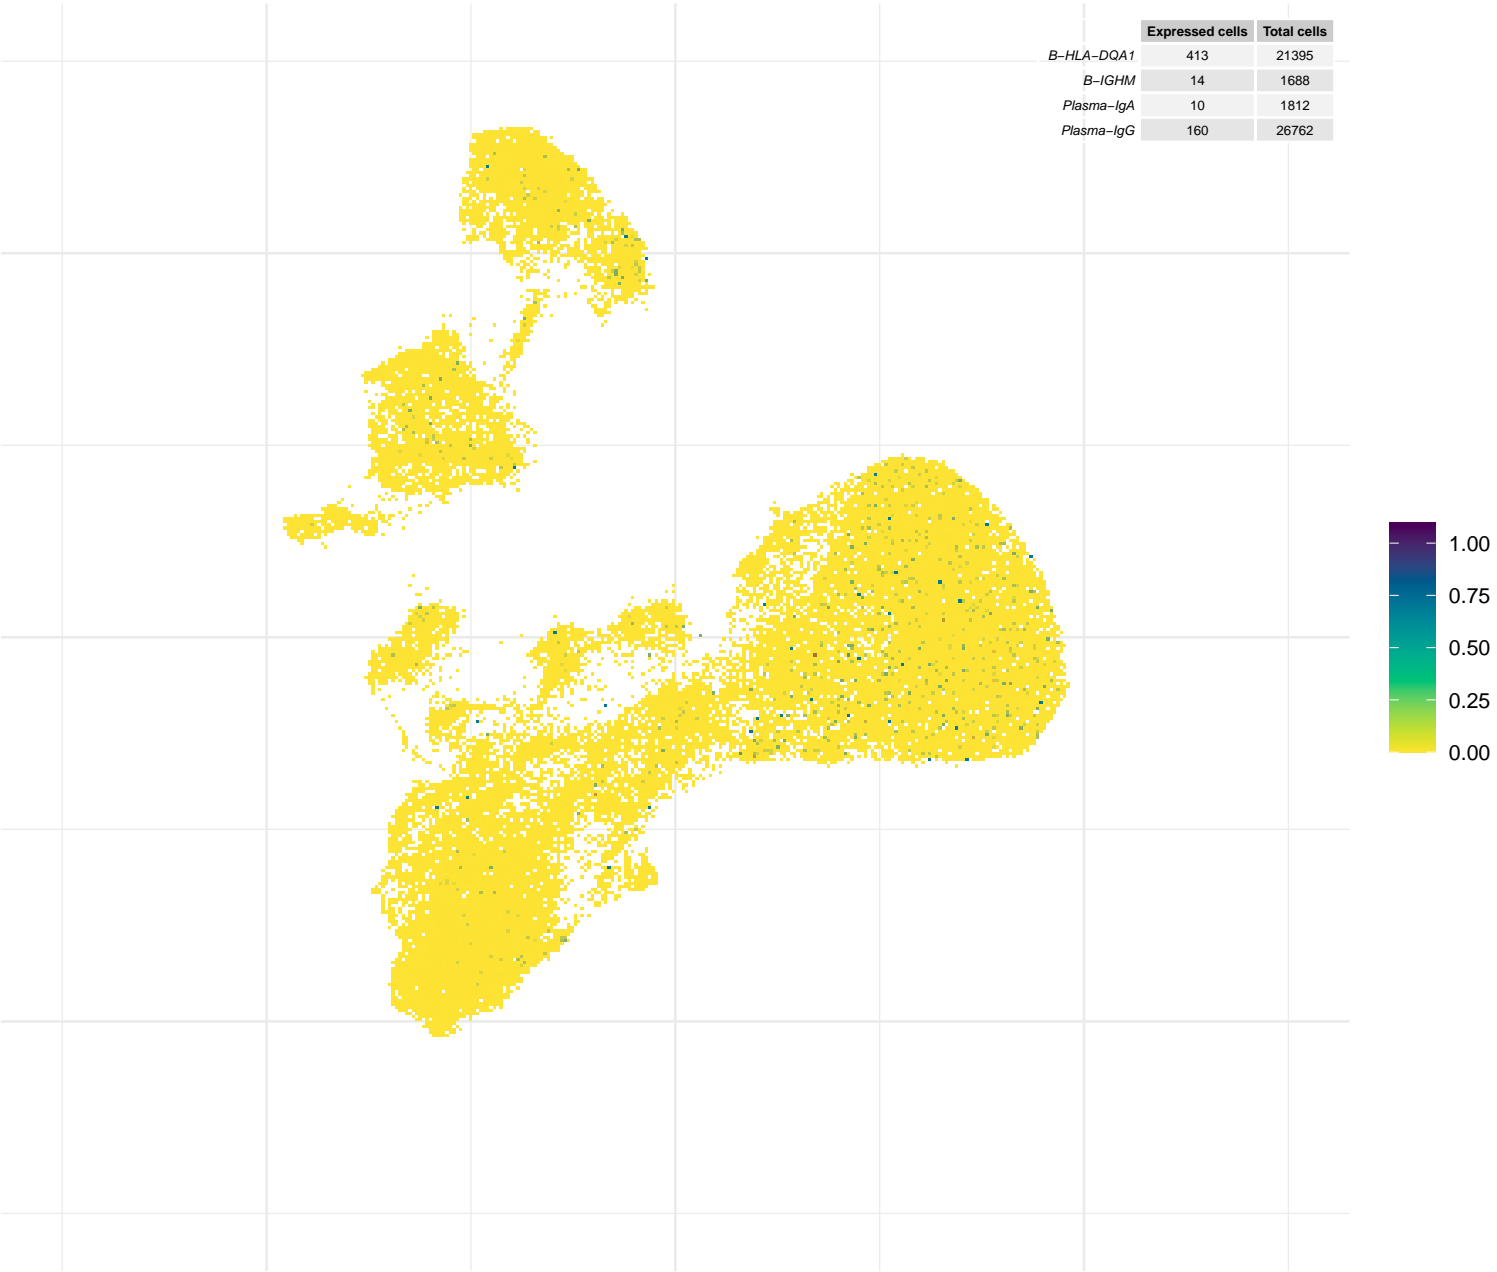 Expressed cells Total cells
B−HLA−DQA1 413 21395
B−IGHM 14 1688
Plasma−IgA 10 1812
Plasma−IgG 160 26762
1.00
0.75
0.50
0.25
0.00